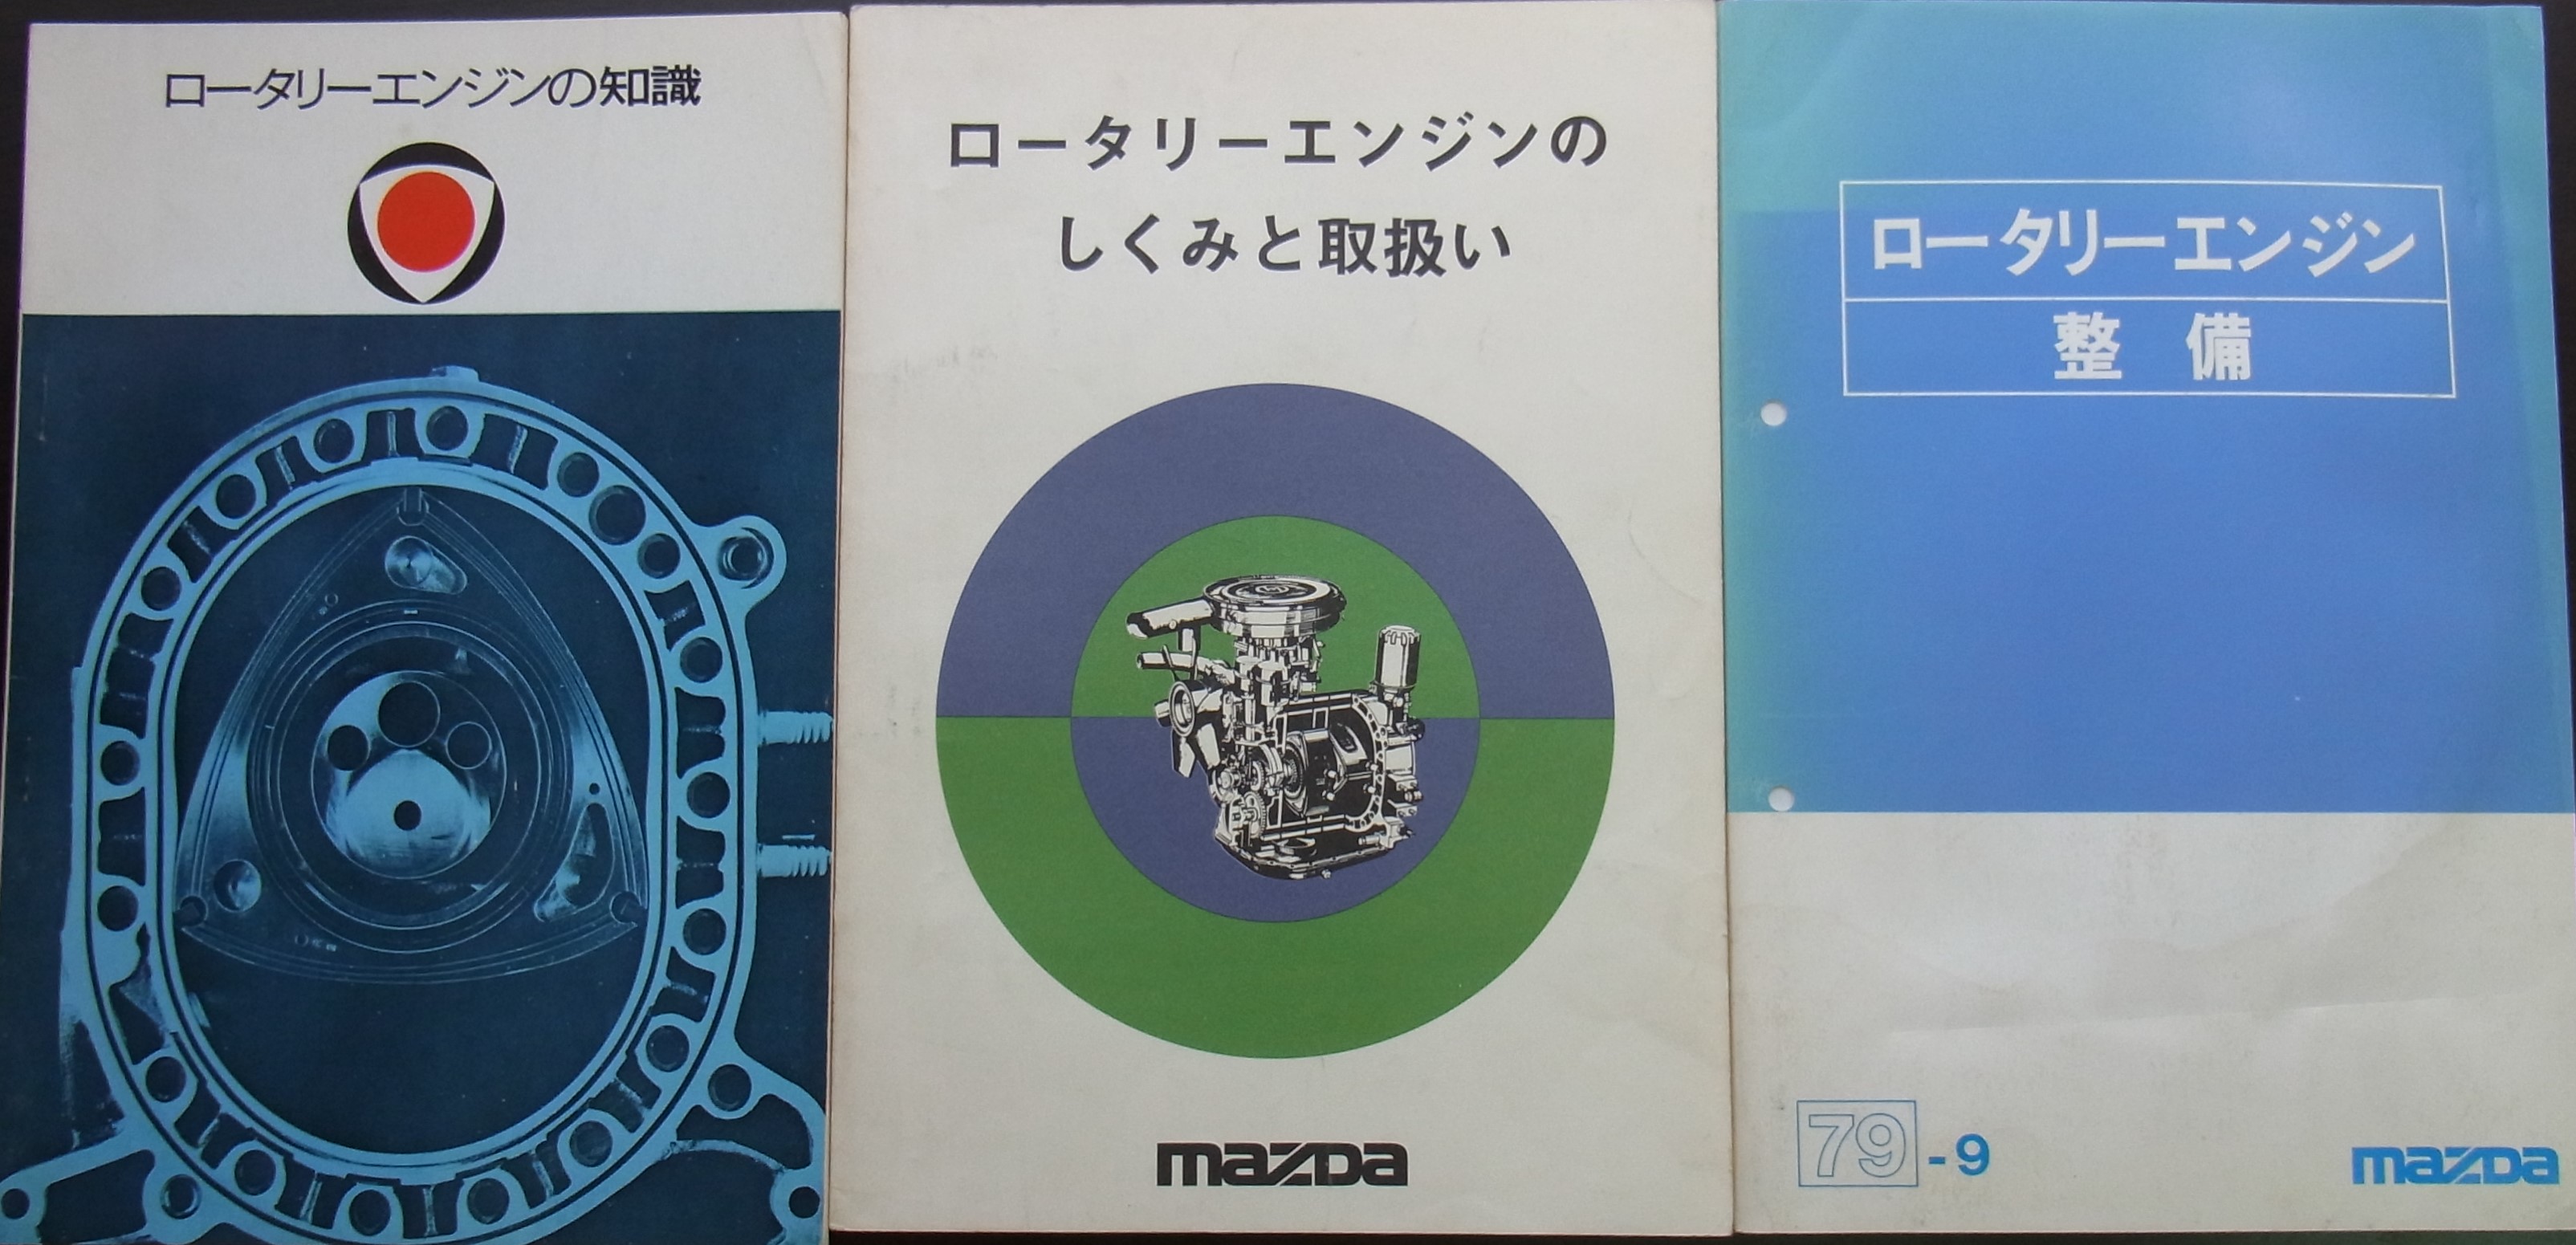 ロータリーエンジンの知識
ロータリーエンジンの
しくみと取扱い
mazda
ロータリーエンジン
整備
79-9
mazda